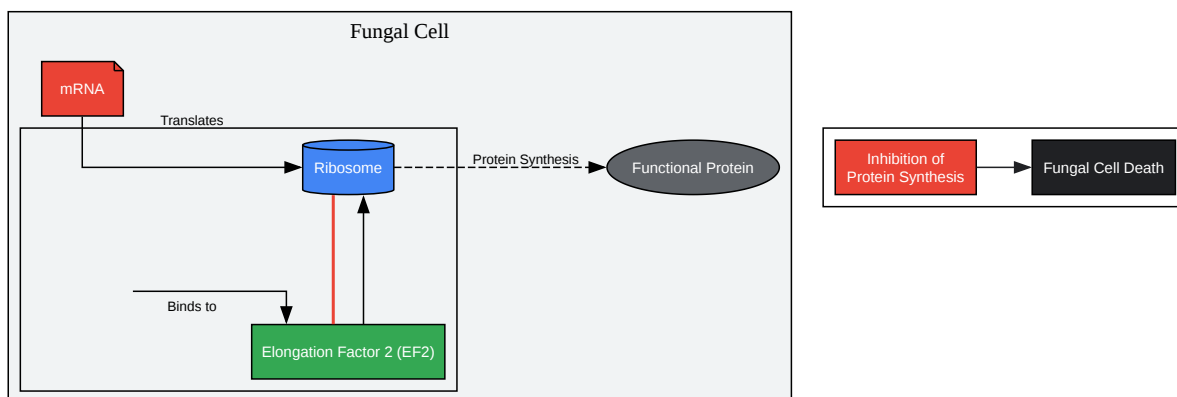 Fungal Cell
mRNA
Translates
Ribosome
Protein Synthesis
Functional Protein
Inhibition of
Protein Synthesis
Fungal Cell Death
Binds to
Elongation Factor 2 (EF2)